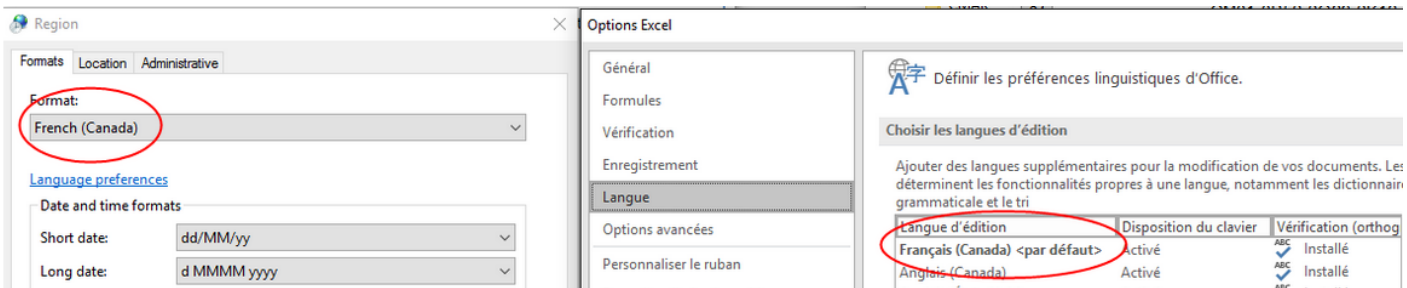 Region
Formats
Location
Administrative
Format:
French (Canada)
Language preferences
Date and time formats
Short date:
dd/MM/yy
Long date:
d MMMM yyyy
Options Excel
Général
Formules
Vérification
Enregistrement
Langue
Options avancées
Personnaliser le ruban
Définir les préférences linguistiques d'Office.
Choisir les langues d'édition
Ajouter des langues supplémentaires pour la modification de vos documents. Les
déterminent les fonctionnalités propres à une langue, notamment les dictionnaire
grammaticale et le tri
Langue d'édition Disposition du clavier Vérification (orthog
Français (Canada) <par défaut> Activé ABC Installé
Anglais (Canada) Activé ABC Installé